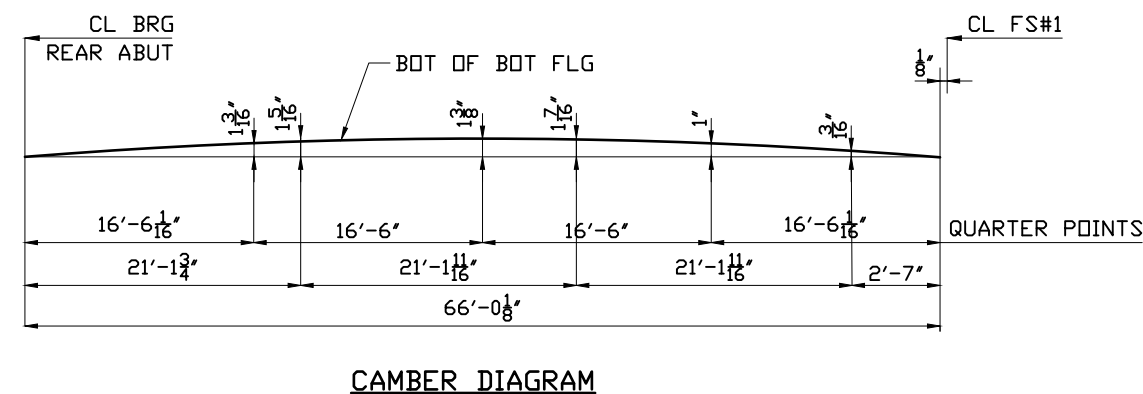 CL BRG
REAR ABUT
CL FS#1
1/8"
BOT OF BOT FLG
1 3/16"
1 5/16"
1 3/8"
1 7/16"
1"
3/16"
16'-6 1/16"
16'-6"
16'-6"
16'-6 1/16"
QUARTER POINTS
21'-1 3/4"
21'-1 11/16"
21'-1 11/16"
2'-7"
66'-0 1/8"
CAMBER DIAGRAM